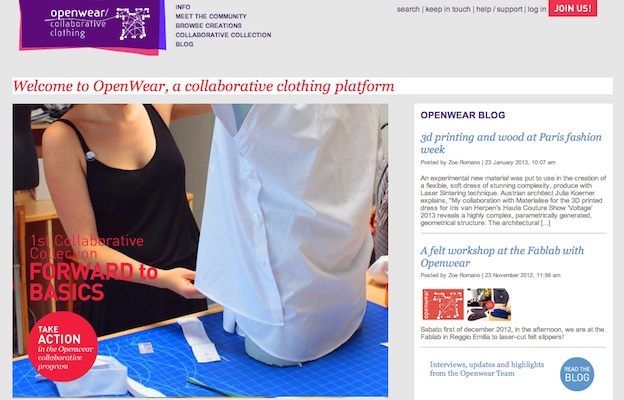 openwear/
collaborative
clothing
INFO
MEET THE COMMUNITY
BROWSE CREATIONS
COLLABORATIVE COLLECTION
BLOG
search | keep in touch | help / support | log in
JOIN US!
Welcome to OpenWear, a collaborative clothing platform
1st Collaborative
Collection
FORWARD to
BASICS
TAKE
ACTION
in the Openwear
collaborative
program
OPENWEAR BLOG
3d printing and wood at Paris fashion
week
Posted by Zoe Romano | 23 January 2013, 10:07 am
An experimental new material was put to use in the creation of
a flexible, soft dress of stunning complexity, produce with
Laser Sintering technique. Austrian architect Julia Koerner
explains, "My collaboration with Materialise for the 3D printed
dress for Iris van Herpen's Haute Couture Show 'Voltage'
2013 reveals a highly complex, parametrically generated,
geometrical structure. The architectural [...]
A felt workshop at the Fablab with
Openwear
Posted by Zoe Romano | 23 November 2012, 11:56 am
openwear
Sabato first of december 2012, in the afternoon, we are at the
Fablab in Reggio Emilia to laser-cut felt slippers!
Interviews, updates and highlights
from the Openwear Team
READ THE
BLOG